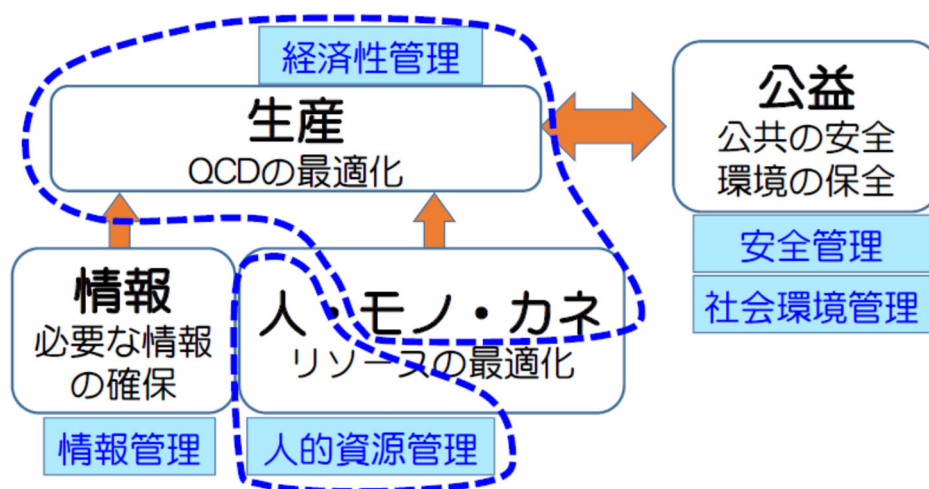 経済性管理
生産
QCDの最適化
公益
公共の安全
環境の保全
安全管理
社会環境管理
情報
必要な情報
の確保
情報管理
人・モノ・カネ
リソースの最適化
人的資源管理